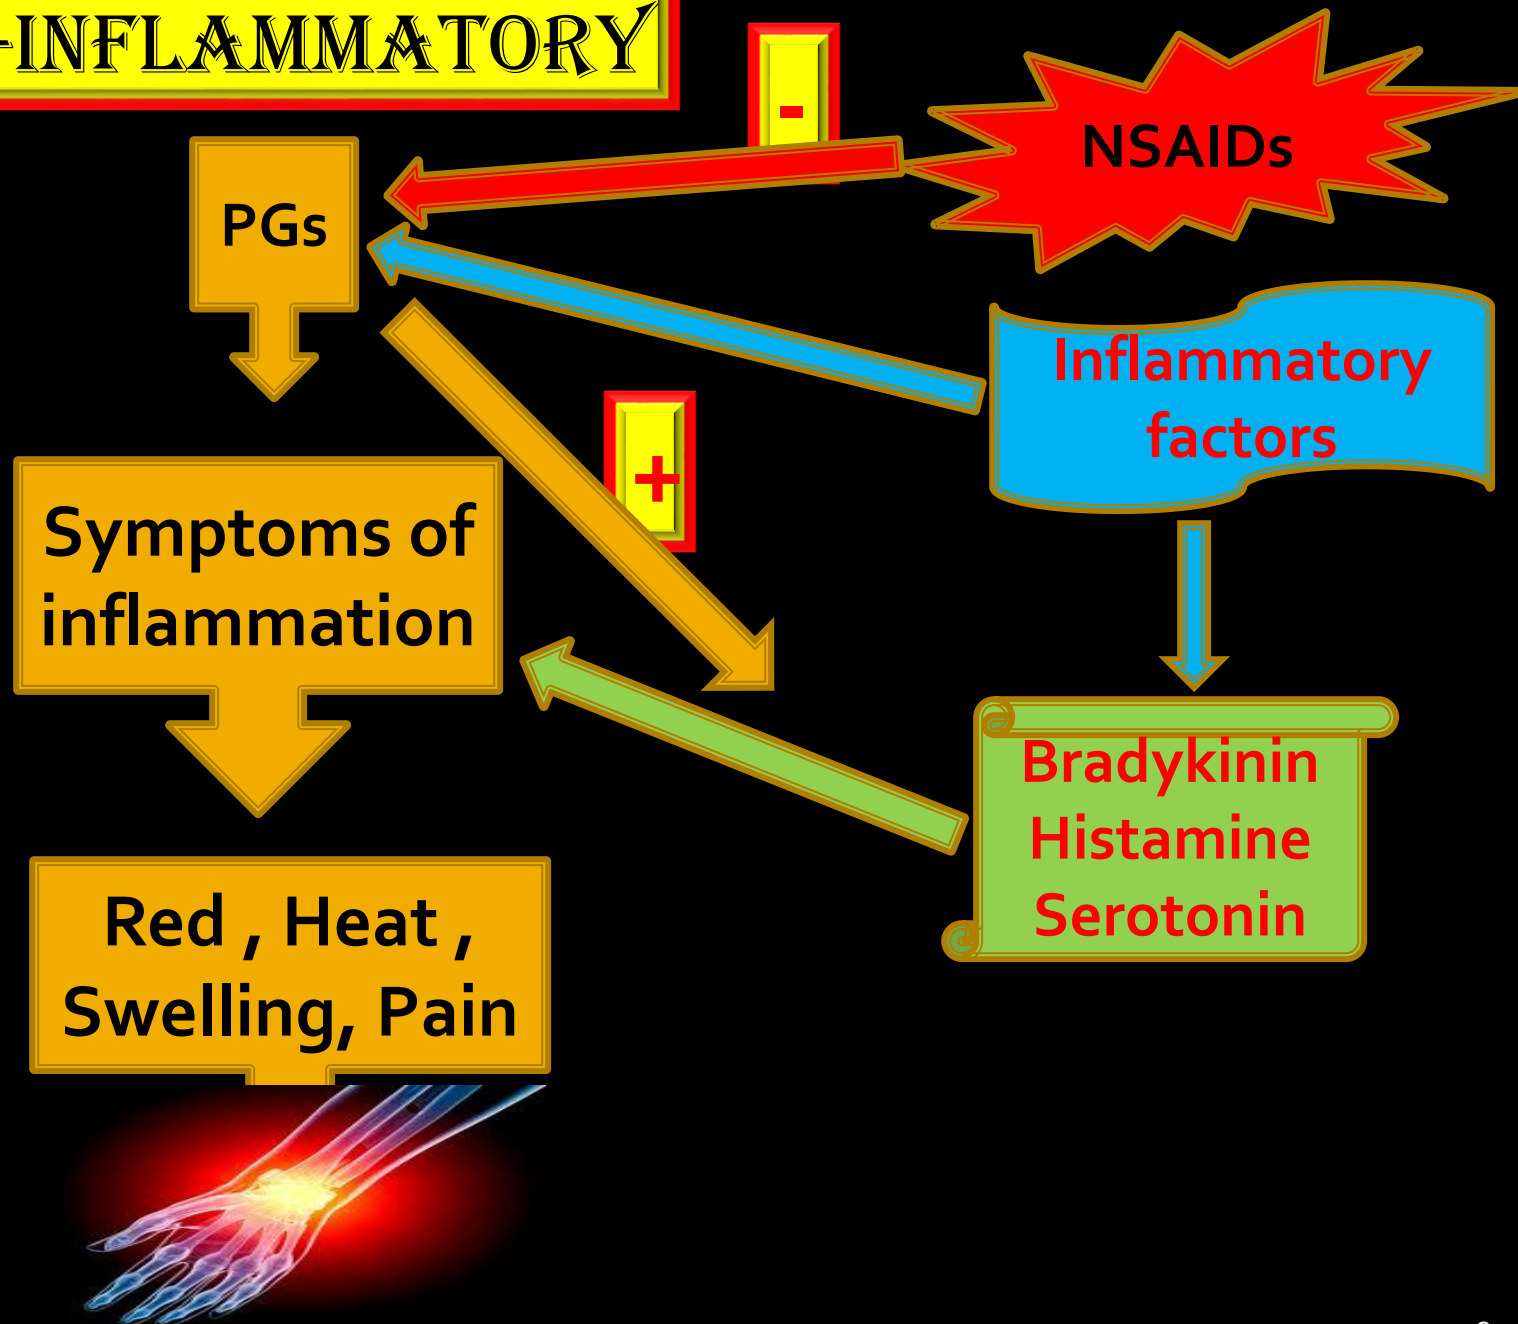 -INFLAMMATORY
-
NSAIDs
PGs
Inflammatory
factors
+
Symptoms of
inflammation
Bradykinin
Histamine
Serotonin
Red , Heat ,
Swelling, Pain